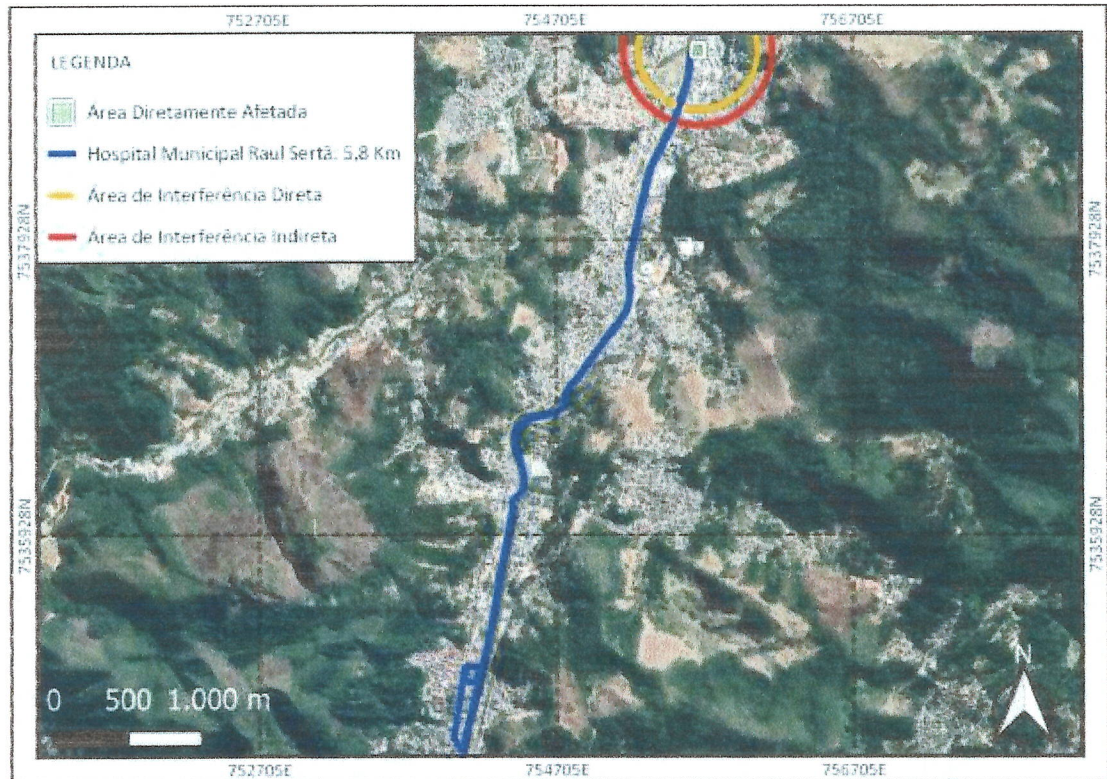 752705E 754705E 756705E
LEGENDA
Área Diretamente Afetada
Hospital Municipal Raul Sertã: 5,8 Km
Área de Interferência Direta
Área de Interferência Indireta
7537928N
7537928N
7535928N
7535928N
N
0 500 1.000 m
752705E 754705E 756705E